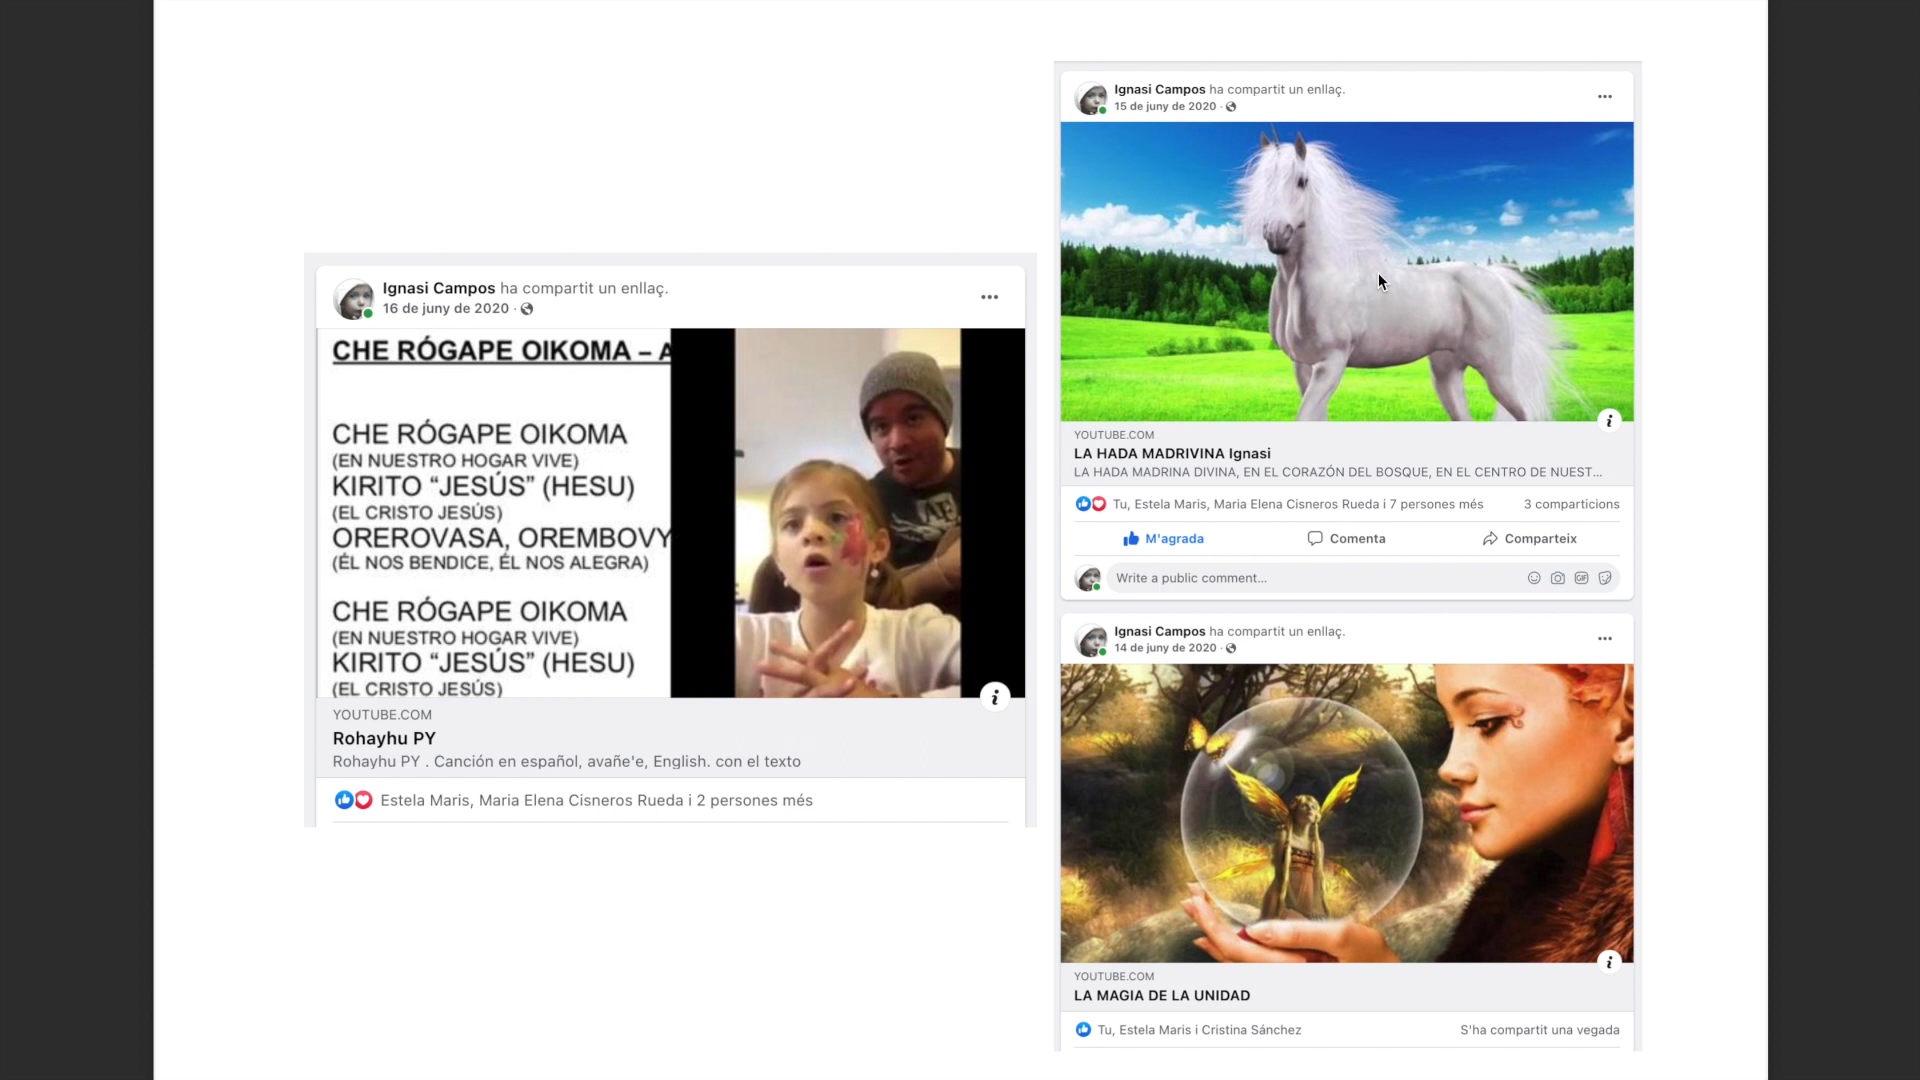 Ignasi Campos ha compartit un enllaç.
16 de juny de 2020 ·
CHE RÓGAPE OIKOMA – A
CHE RÓGAPE OIKOMA
(EN NUESTRO HOGAR VIVE)
KIRITO “JESÚS” (HESU)
(EL CRISTO JESÚS)
OREROVASA, OREMBOVY
(ÉL NOS BENDICE, ÉL NOS ALEGRA)
CHE RÓGAPE OIKOMA
(EN NUESTRO HOGAR VIVE)
KIRITO “JESÚS” (HESU)
(EL CRISTO JESÚS)
YOUTUBE.COM
Rohayhu PY
Rohayhu PY . Canción en español, avañe'e, English. con el texto
Estela Maris, Maria Elena Cisneros Rueda i 2 persones més
Ignasi Campos ha compartit un enllaç.
15 de juny de 2020 ·
YOUTUBE.COM
LA HADA MADRIVINA Ignasi
LA HADA MADRINA DIVINA, EN EL CORAZÓN DEL BOSQUE, EN EL CENTRO DE NUEST...
Tu, Estela Maris, Maria Elena Cisneros Rueda i 7 persones més 3 comparticions
M'agrada Comenta Comparteix
Write a public comment... GIF
Ignasi Campos ha compartit un enllaç.
14 de juny de 2020 ·
YOUTUBE.COM
LA MAGIA DE LA UNIDAD
Tu, Estela Maris i Cristina Sánchez S'ha compartit una vegada